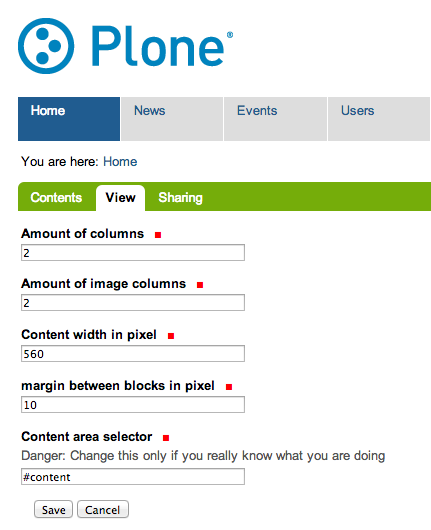 Plone®
Home News Events Users
You are here: Home
Contents View Sharing
Amount of columns
2
Amount of image columns
2
Content width in pixel
560
margin between blocks in pixel
10
Content area selector
Danger: Change this only if you really know what you are doing
#content
Save Cancel